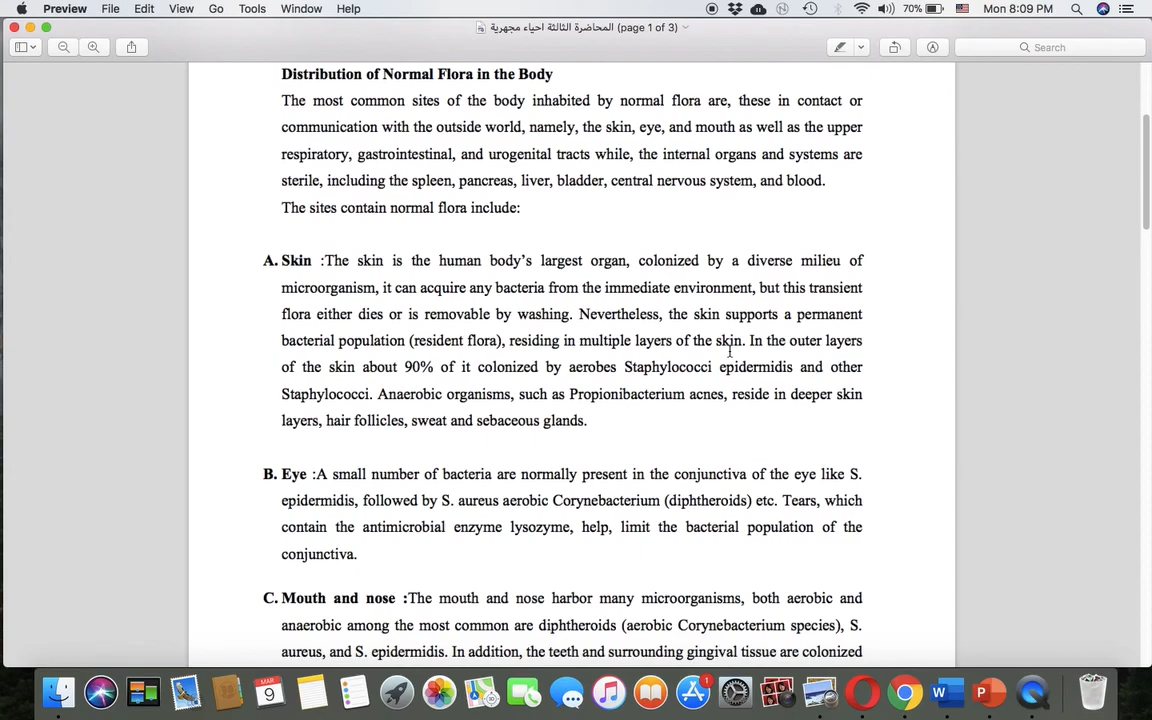 Preview File Edit View Go Tools Window Help 70% Mon 8:09 PM
المحاضرة الثالثة احياء مجهرية (page 1 of 3)
Search
Distribution of Normal Flora in the Body
The most common sites of the body inhabited by normal flora are, these in contact or
communication with the outside world, namely, the skin, eye, and mouth as well as the upper
respiratory, gastrointestinal, and urogenital tracts while, the internal organs and systems are
sterile, including the spleen, pancreas, liver, bladder, central nervous system, and blood.
The sites contain normal flora include:
A. Skin :The skin is the human body's largest organ, colonized by a diverse milieu of
microorganism, it can acquire any bacteria from the immediate environment, but this transient
flora either dies or is removable by washing. Nevertheless, the skin supports a permanent
bacterial population (resident flora), residing in multiple layers of the skin. In the outer layers
of the skin about 90% of it colonized by aerobes Staphylococci epidermidis and other
Staphylococci. Anaerobic organisms, such as Propionibacterium acnes, reside in deeper skin
layers, hair follicles, sweat and sebaceous glands.
B. Eye :A small number of bacteria are normally present in the conjunctiva of the eye like S.
epidermidis, followed by S. aureus aerobic Corynebacterium (diphtheroids) etc. Tears, which
contain the antimicrobial enzyme lysozyme, help, limit the bacterial population of the
conjunctiva.
C. Mouth and nose :The mouth and nose harbor many microorganisms, both aerobic and
anaerobic among the most common are diphtheroids (aerobic Corynebacterium species), S.
aureus, and S. epidermidis. In addition, the teeth and surrounding gingival tissue are colonized
MAR
9
1
W
P